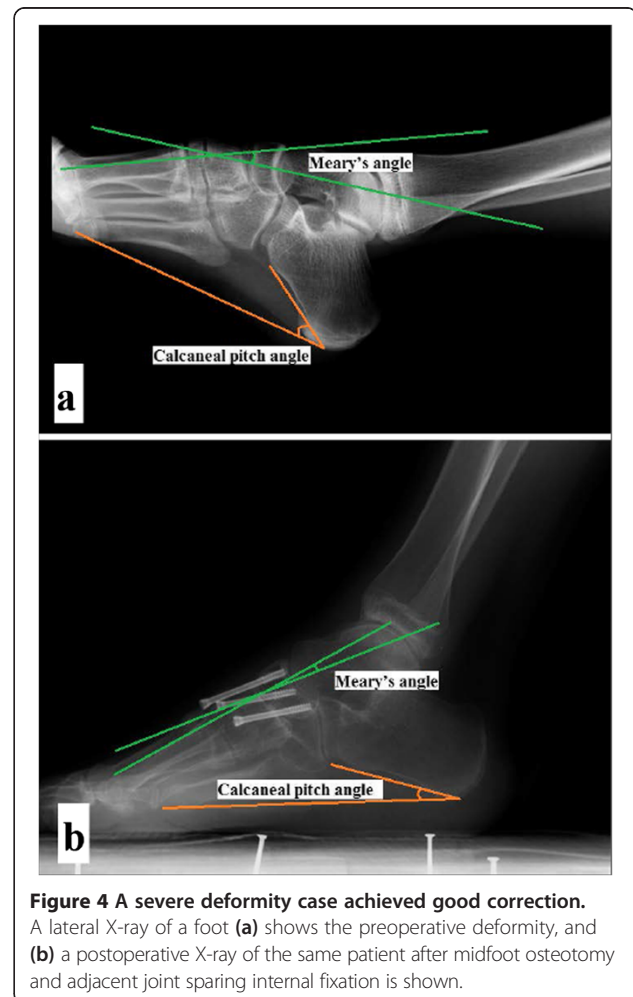 Meary's angle
Calcaneal pitch angle
a
Meary's angle
Calcaneal pitch angle
b
Figure 4 A severe deformity case achieved good correction.
A lateral X-ray of a foot (a) shows the preoperative deformity, and
(b) a postoperative X-ray of the same patient after midfoot osteotomy
and adjacent joint sparing internal fixation is shown.